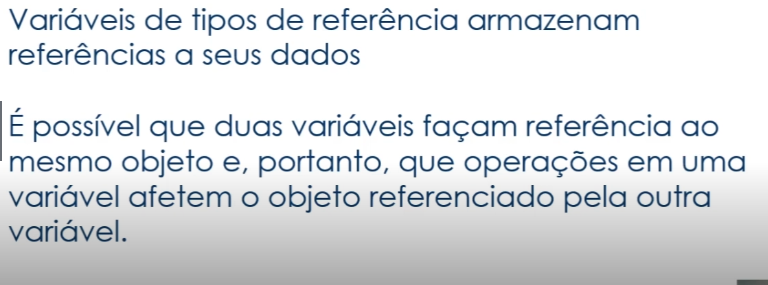 Variáveis de tipos de referência armazenam
referências a seus dados
É possível que duas variáveis façam referência ao
mesmo objeto e, portanto, que operações em uma
variável afetem o objeto referenciado pela outra
variável.